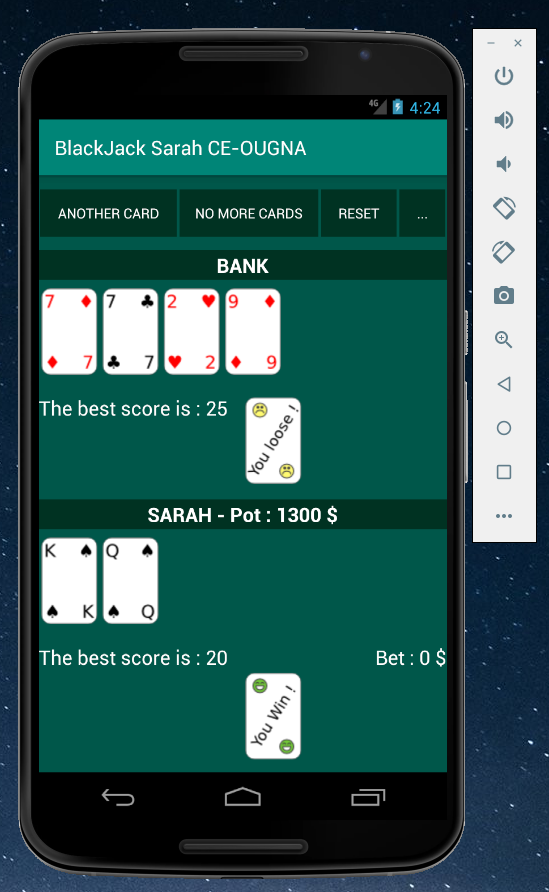 4G 4:24
BlackJack Sarah CE-OUGNA
ANOTHER CARD NO MORE CARDS RESET ...
BANK
7 7 2 9
7 7 2 9
The best score is : 25
You loose !
SARAH - Pot : 1300 $
K Q
K Q
The best score is : 20 Bet : 0 $
You Win !